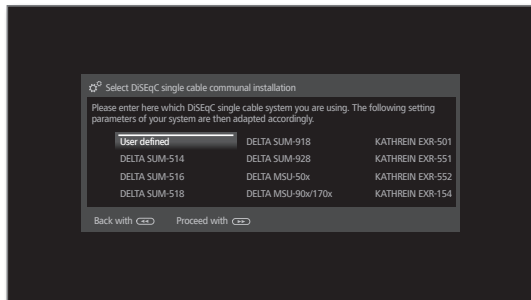 Select DiSEqC single cable communal installation
Please enter here which DiSEqC single cable system you are using. The following setting
parameters of your system are then adapted accordingly.
User defined DELTA SUM-918 KATHREIN EXR-501
DELTA SUM-514 DELTA SUM-928 KATHREIN EXR-551
DELTA SUM-516 DELTA MSU-50x KATHREIN EXR-552
DELTA SUM-518 DELTA MSU-90x/170x KATHREIN EXR-154
Back with Proceed with